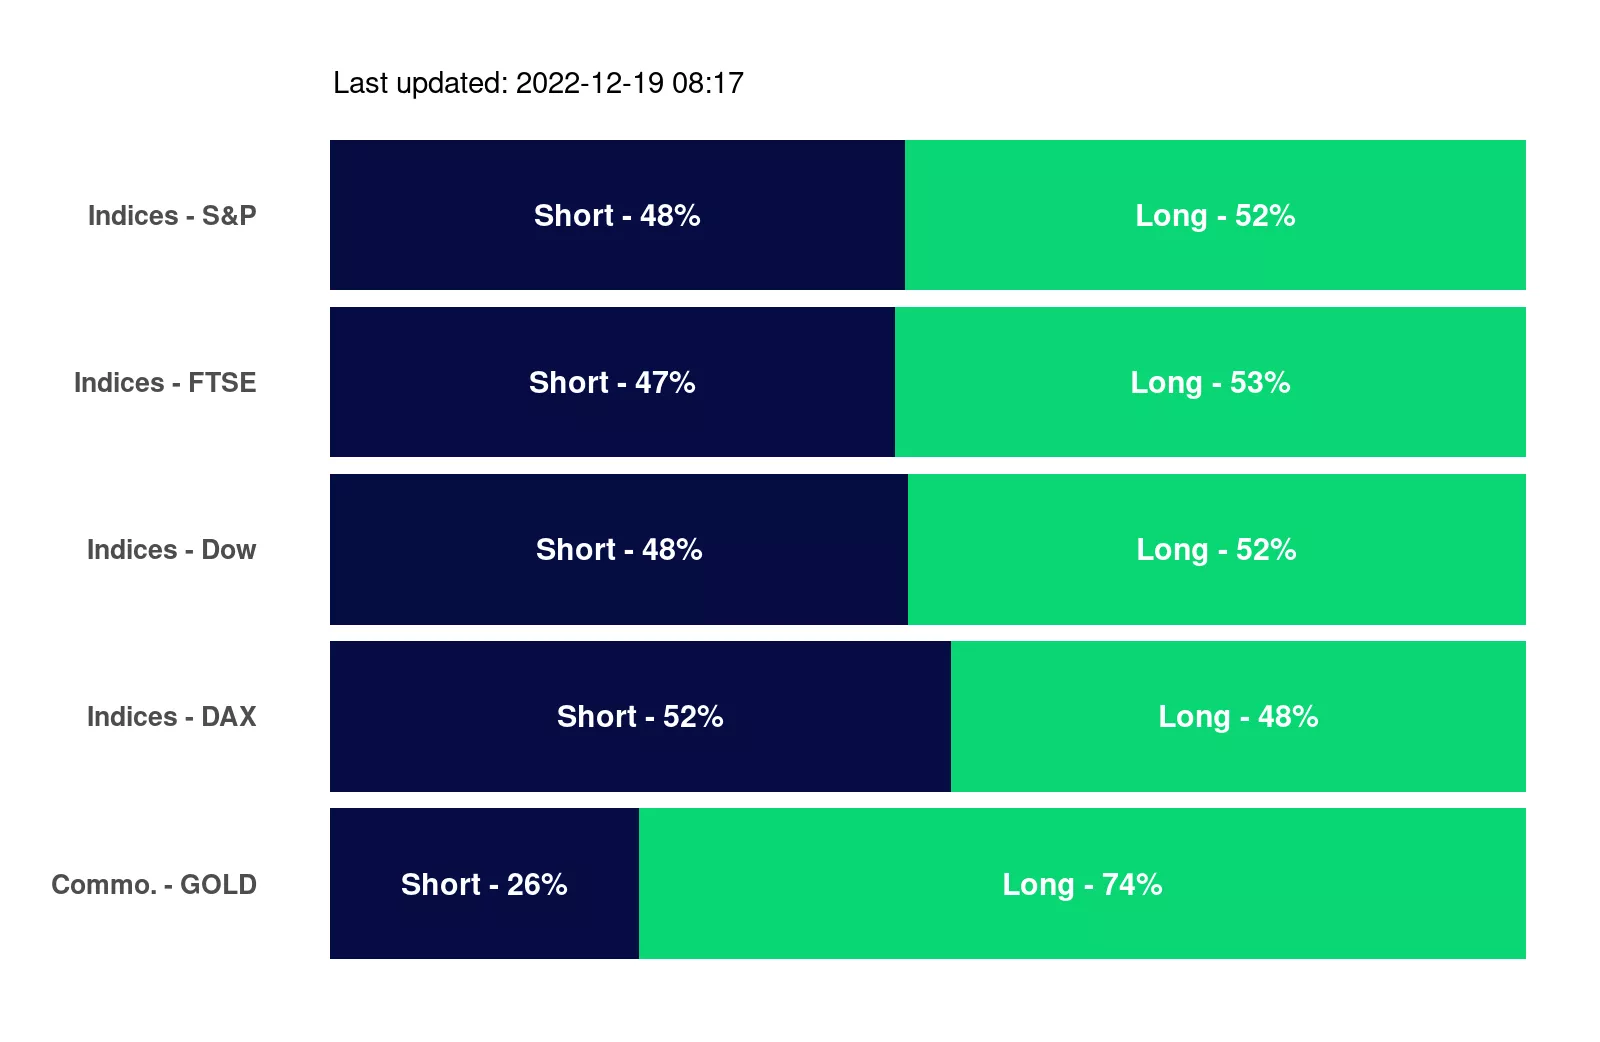 Last updated: 2022-12-19 08:17
Indices - S&P Short - 48% Long - 52%
Indices - FTSE Short - 47% Long - 53%
Indices - Dow Short - 48% Long - 52%
Indices - DAX Short - 52% Long - 48%
Commo. - GOLD Short - 26% Long - 74%